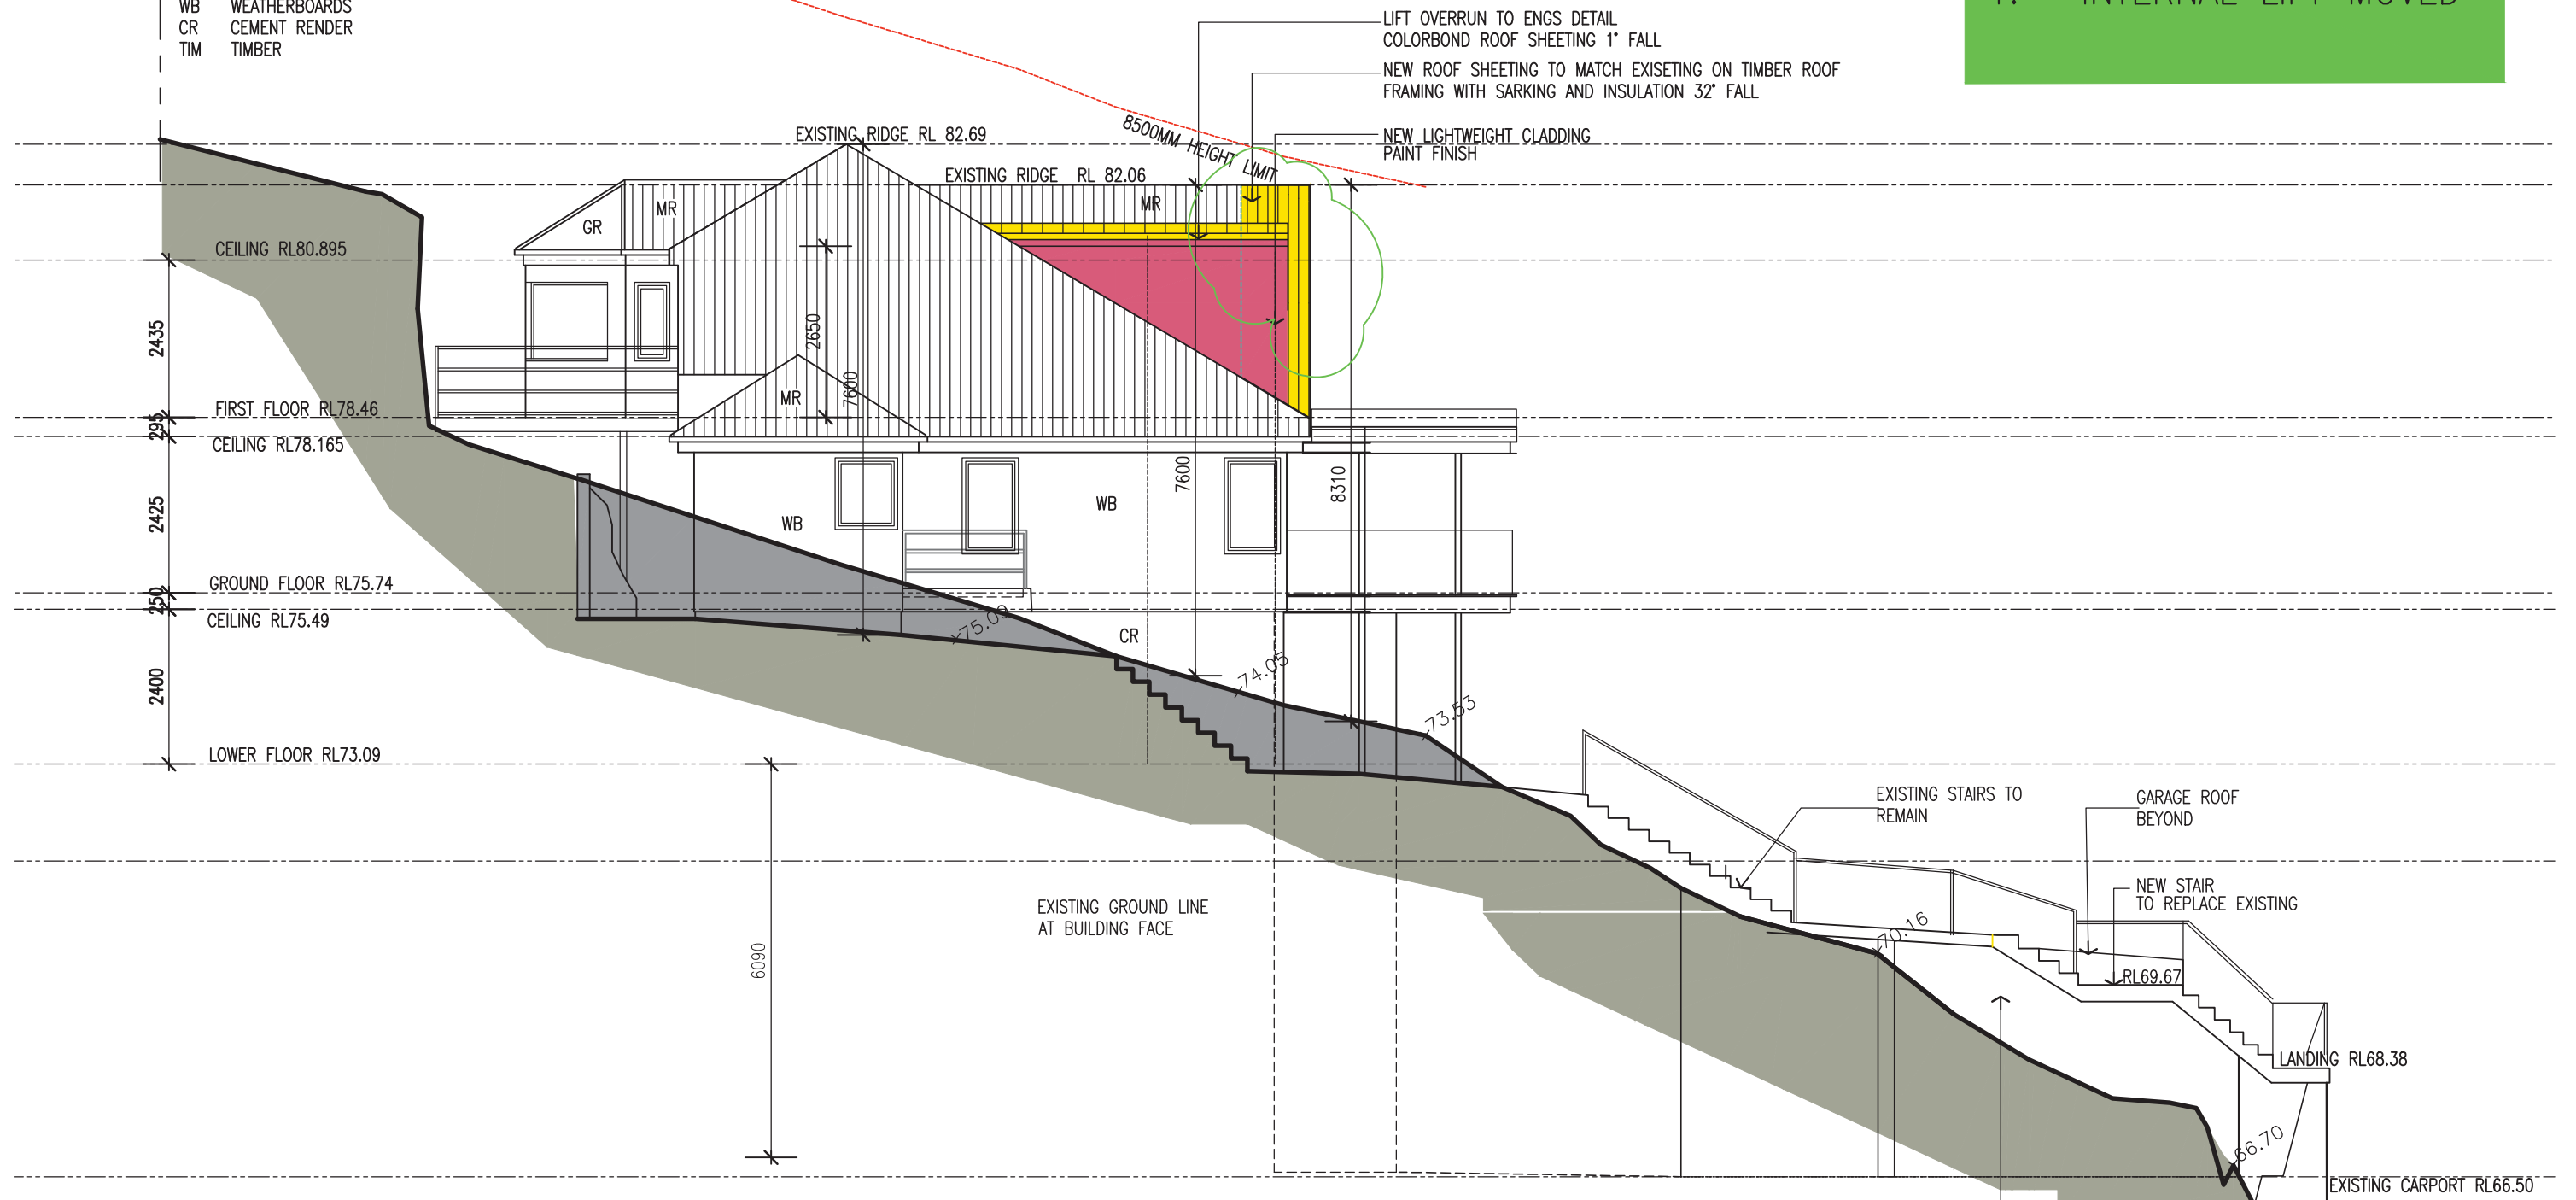 WB WEATHERBOARDS
CR CEMENT RENDER
TIM TIMBER
1. INTERNAL LIFT MOVED
LIFT OVERRUN TO ENGS DETAIL
COLORBOND ROOF SHEETING 1° FALL
NEW ROOF SHEETING TO MATCH EXISETING ON TIMBER ROOF
FRAMING WITH SARKING AND INSULATION 32° FALL
NEW LIGHTWEIGHT CLADDING
PAINT FINISH
8500MM HEIGHT LIMIT
EXISTING RIDGE RL 82.69
EXISTING RIDGE RL 82.06
MR
MR
GR
CEILING RL80.895
2435
2650
7600
MR
FIRST FLOOR RL78.46
295
CEILING RL78.165
7600
8310
2425
WB
WB
GROUND FLOOR RL75.74
250
CEILING RL75.49
75.09
CR
74.05
2400
73.53
LOWER FLOOR RL73.09
EXISTING STAIRS TO
REMAIN
GARAGE ROOF
BEYOND
NEW STAIR
TO REPLACE EXISTING
EXISTING GROUND LINE
AT BUILDING FACE
6090
70.16
RL69.67
LANDING RL68.38
66.70
EXISTING CARPORT RL66.50